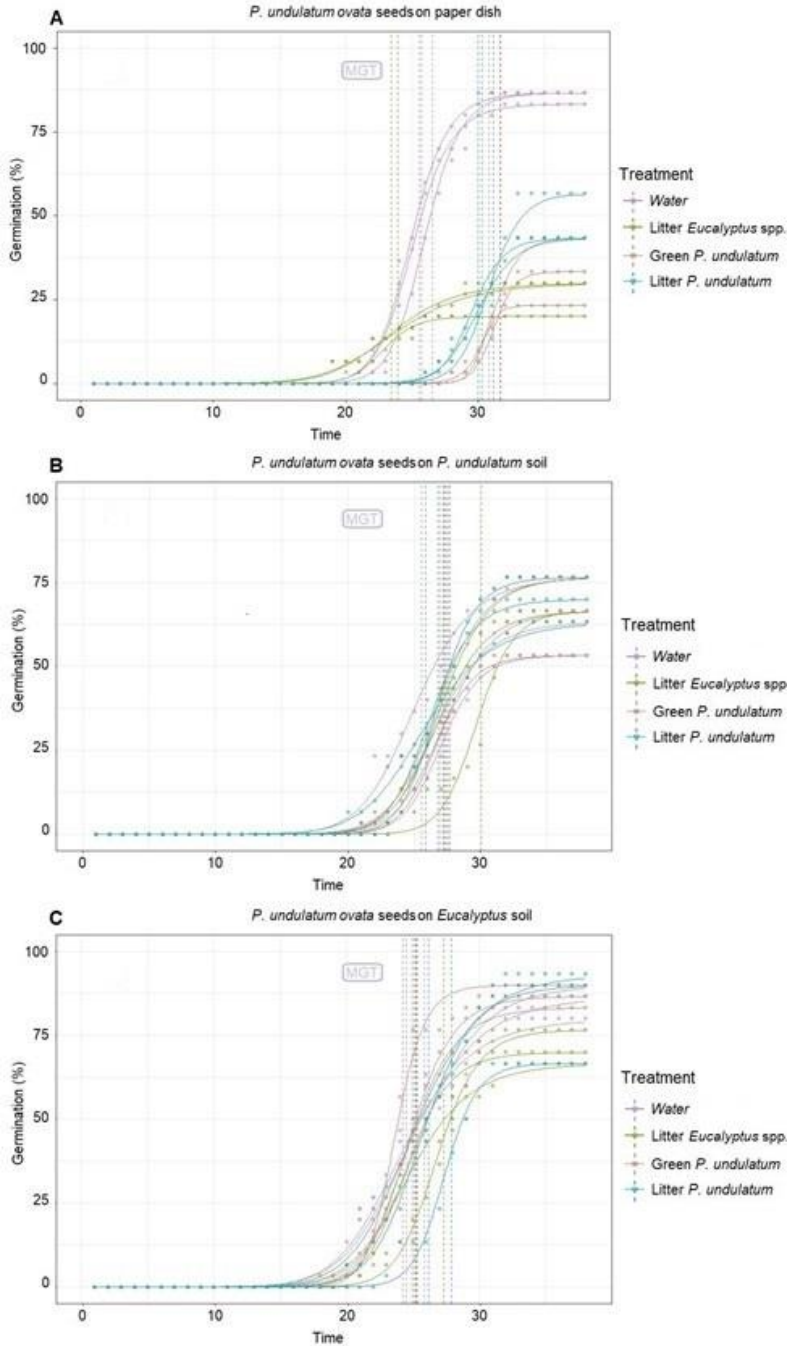 A
P. undulatum ovata seeds on paper dish
MGT
100
75
50
25
0
Germination (%)
0 10 20 30
Time
Treatment
Water
Litter Eucalyptus spp.
Green P. undulatum
Litter P. undulatum
B
P. undulatum ovata seeds on P. undulatum soil
MGT
100
75
50
25
0
Germination (%)
0 10 20 30
Time
Treatment
Water
Litter Eucalyptus spp
Green P. undulatum
Litter P. undulatum
C
P. undulatum ovata seeds on Eucalyptus soil
MGT
100
75
50
25
0
Germination (%)
0 10 20 30
Time
Treatment
Water
Litter Eucalyptus spp.
Green P. undulatum
Litter P. undulatum